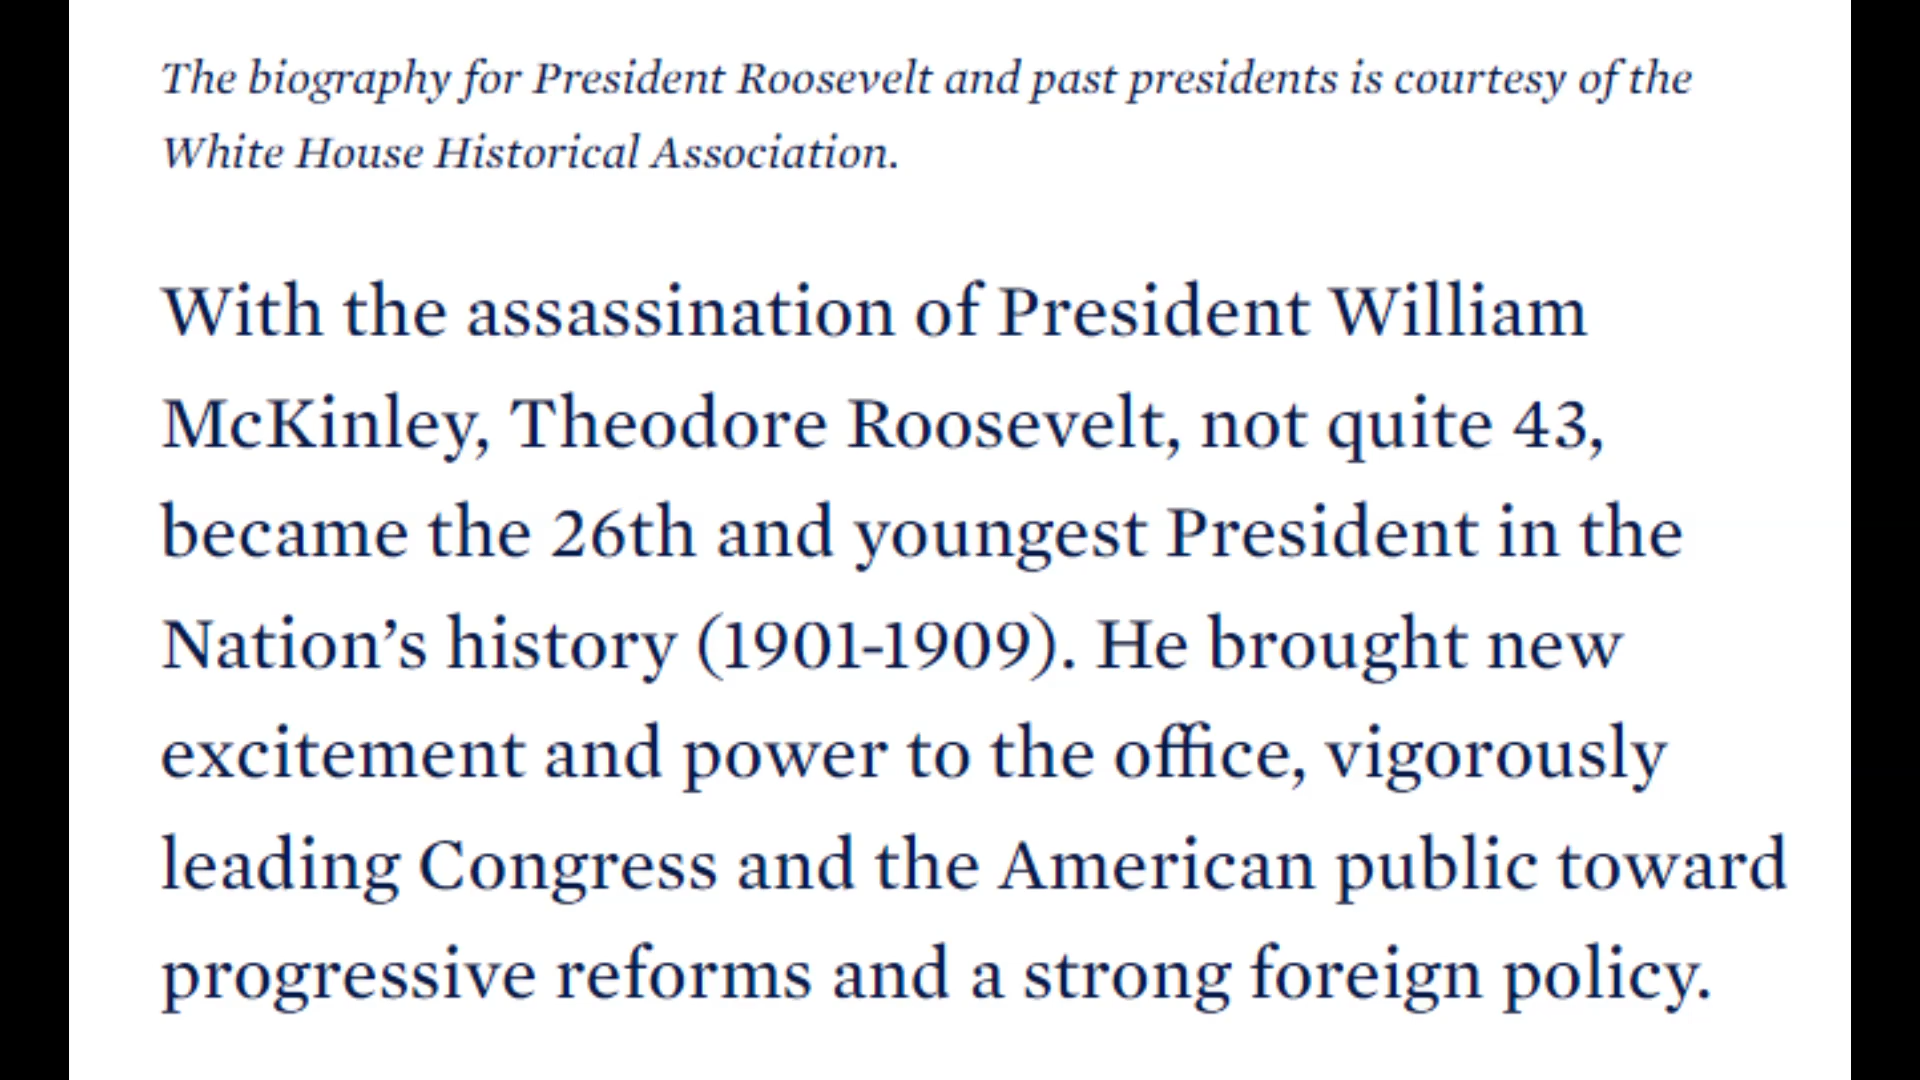 The biography for President Roosevelt and past presidents is courtesy of the
White House Historical Association.
With the assassination of President William
McKinley, Theodore Roosevelt, not quite 43,
became the 26th and youngest President in the
Nation’s history (1901-1909). He brought new
excitement and power to the office, vigorously
leading Congress and the American public toward
progressive reforms and a strong foreign policy.